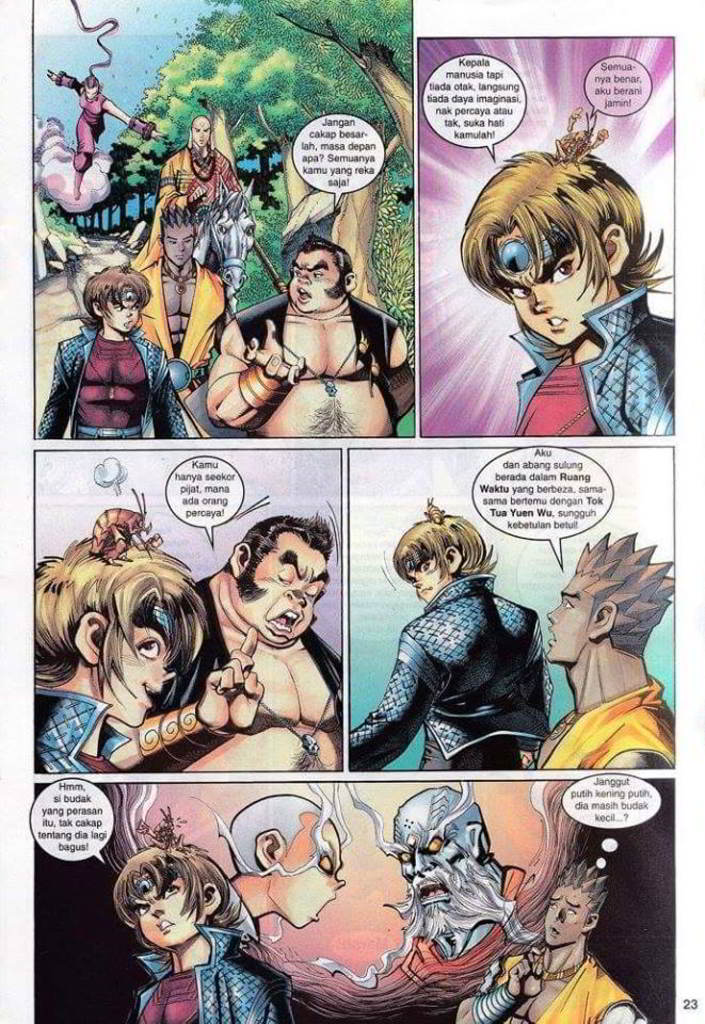 Jangan
cakap besar-
lah, masa depan
apa? Semuanya
kamu yang reka
saja!
Kepala
manusia tapi
tiada otak, langsung
tiada daya imaginasi,
nak percaya atau
tak, suka hati
kamulah!
Semua-
nya benar,
aku berani
jamin!
Kamu
hanya seekor
pijat, mana
ada orang
percaya!
Aku
dan abang sulung
berada dalam Ruang
Waktu yang berbeza, sama-
sama bertemu dengan Tok
Tua Yuen Wu, sungguh
kebetulan betul!
Hmm,
si budak
yang perasan
itu, tak cakap
tentang dia lagi
bagus!
Janggut
putih kening putih,
dia masih budak
kecil...?
23